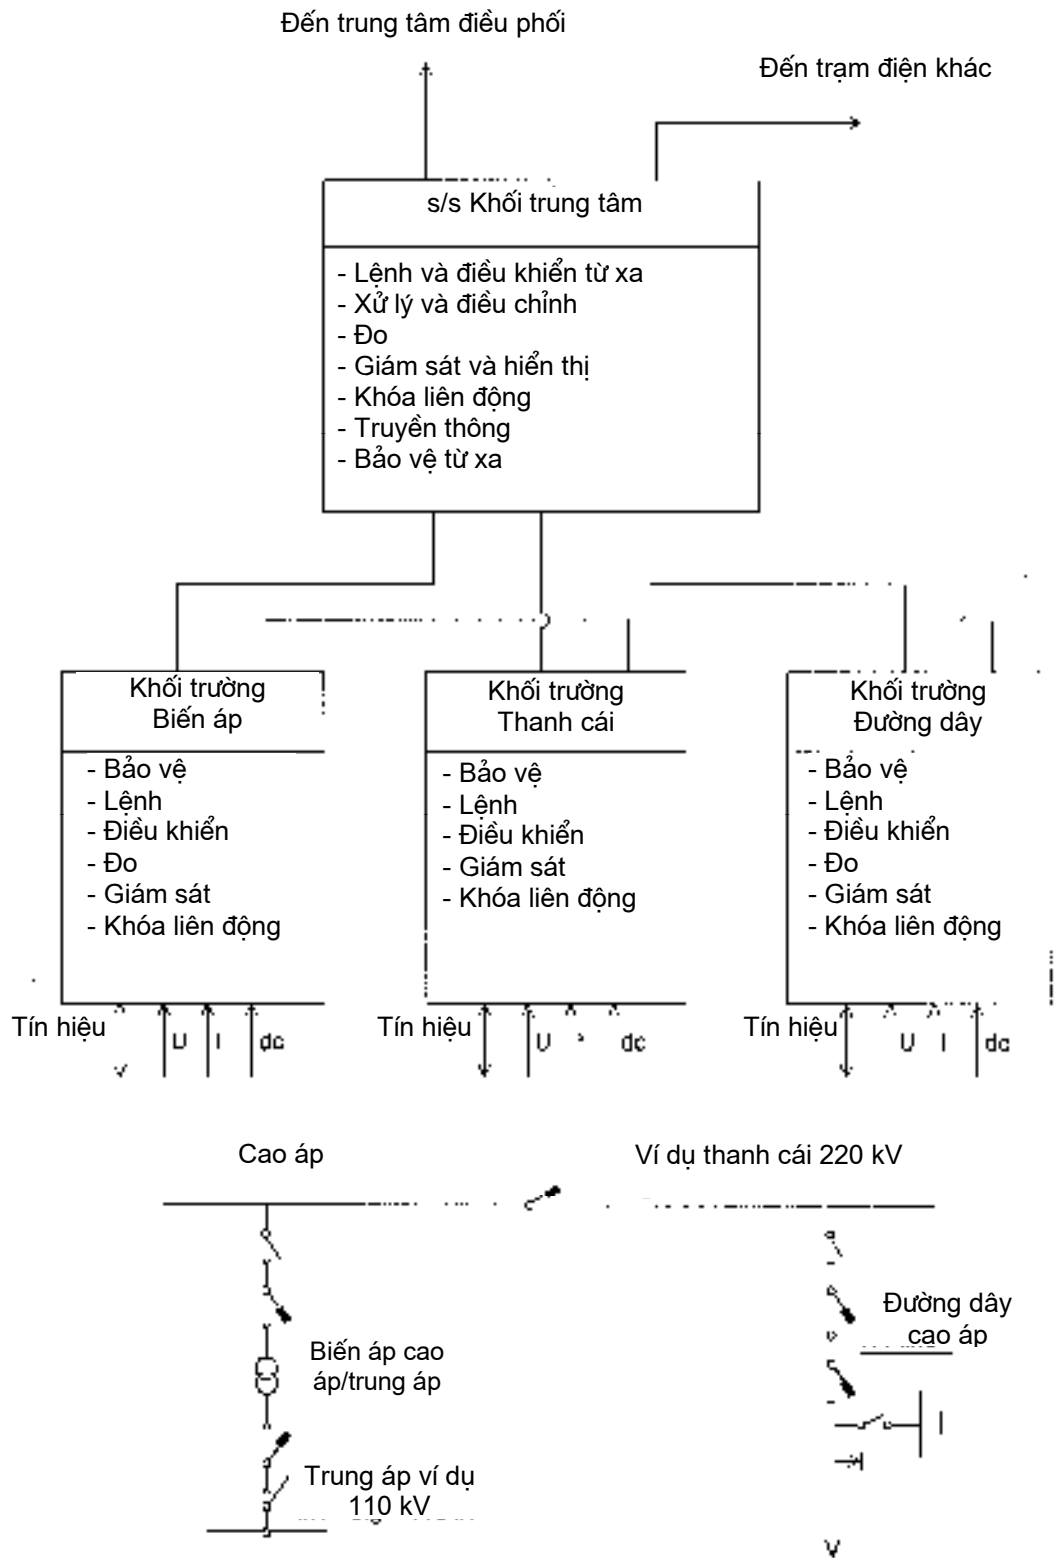 Đến trung tâm điều phối
Đến trạm điện khác
s/s Khối trung tâm
- Lệnh và điều khiển từ xa
- Xử lý và điều chỉnh
- Đo
- Giám sát và hiển thị
- Khóa liên động
- Truyền thông
- Bảo vệ từ xa
Khối trường
Biến áp
- Bảo vệ
- Lệnh
- Điều khiển
- Đo
- Giám sát
- Khóa liên động
Khối trường
Thanh cái
- Bảo vệ
- Lệnh
- Điều khiển
- Giám sát
- Khóa liên động
Khối trường
Đường dây
- Bảo vệ
- Lệnh
- Điều khiển
- Đo
- Giám sát
- Khóa liên động
Tín hiệu
U I dc
Tín hiệu
U dc
Tín hiệu
U I dc
Cao áp
Ví dụ thanh cái 220 kV
Đường dây
cao áp
Biến áp cao
áp/trung áp
Trung áp ví dụ
110 kV